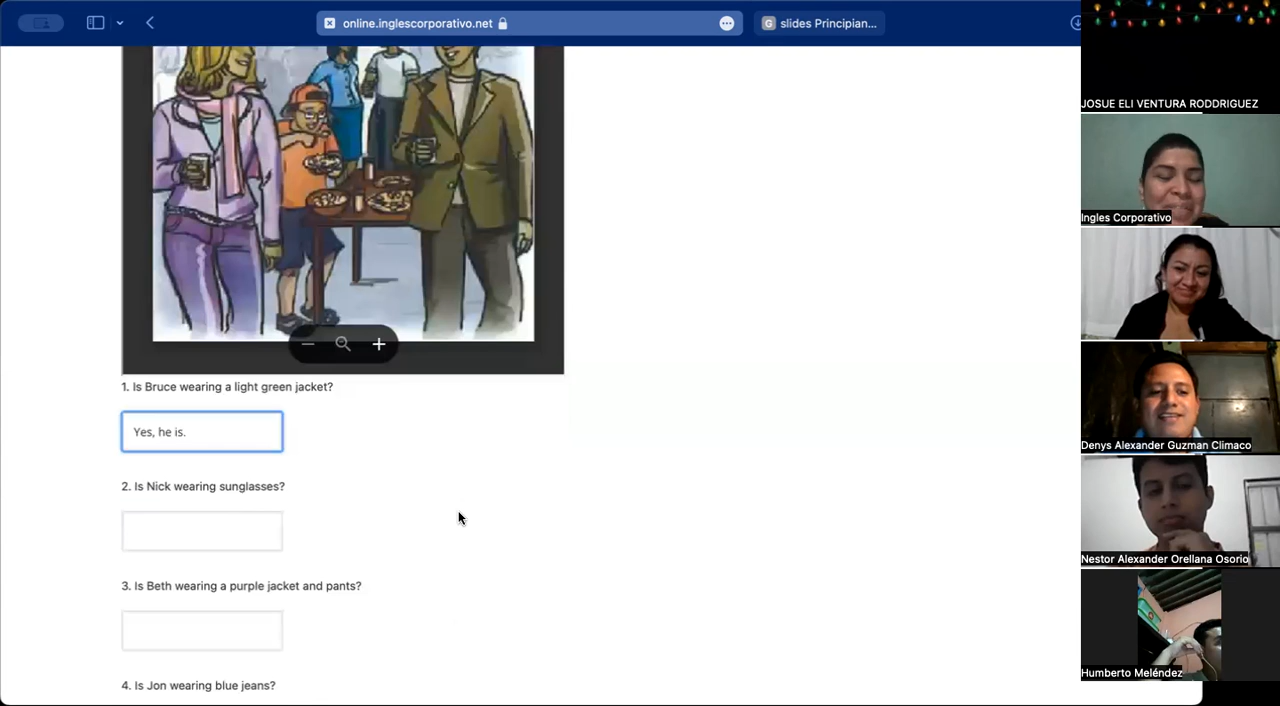 online.inglescorporativo.net
G slides Principian...
JOSUE ELI VENTURA RODDRIGUEZ
Ingles Corporativo
Denys Alexander Guzman Climaco
Nestor Alexander Orellana Osorio
Humberto Meléndez
1. Is Bruce wearing a light green jacket?
Yes, he is.
2. Is Nick wearing sunglasses?
3. Is Beth wearing a purple jacket and pants?
4. Is Jon wearing blue jeans?